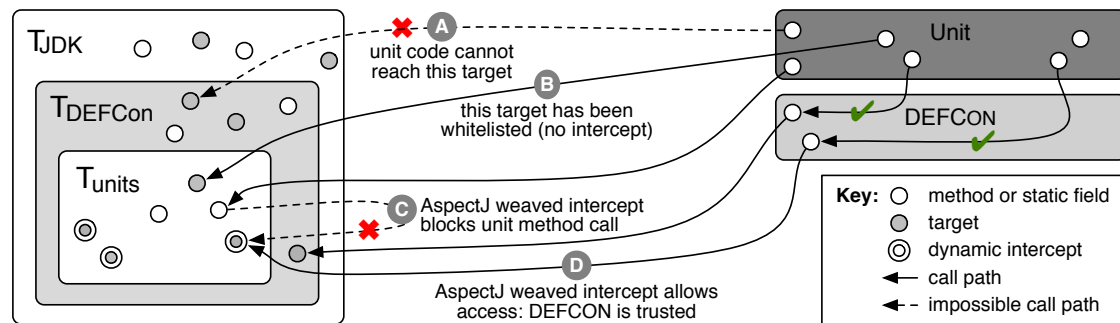 TJDK
A
unit code cannot
reach this target
Unit
B
TDEFCon
this target has been
whitelisted (no intercept)
DEFCON
Tunits
C
AspectJ weaved intercept
blocks unit method call
D
AspectJ weaved intercept allows
access: DEFCON is trusted
Key:
method or static field
target
dynamic intercept
call path
impossible call path